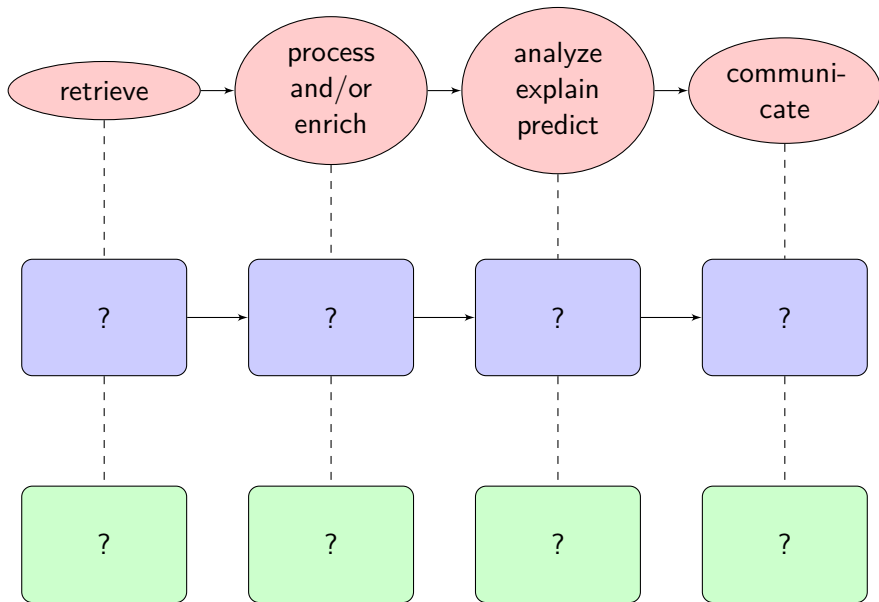 retrieve
process
and/or
enrich
analyze
explain
predict
communi-
cate
?
?
?
?
?
?
?
?